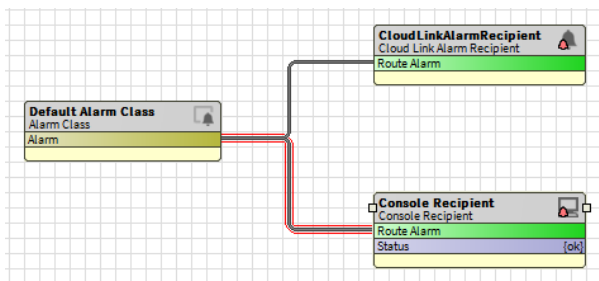 CloudLinkAlarmRecipient
Cloud Link Alarm Recipient
Route Alarm
Default Alarm Class
Alarm Class
Alarm
Console Recipient
Console Recipient
Route Alarm
Status {ok}